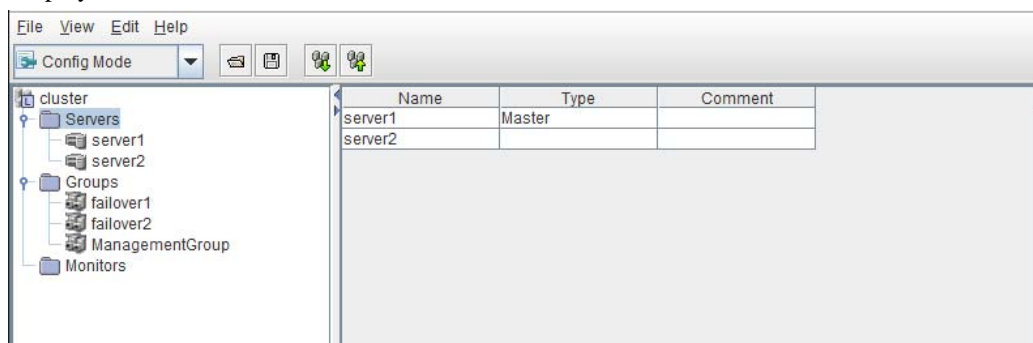 File View Edit Help
Config Mode
cluster
Servers
server1
server2
Groups
failover1
failover2
ManagementGroup
Monitors
Name Type Comment
server1 Master
server2